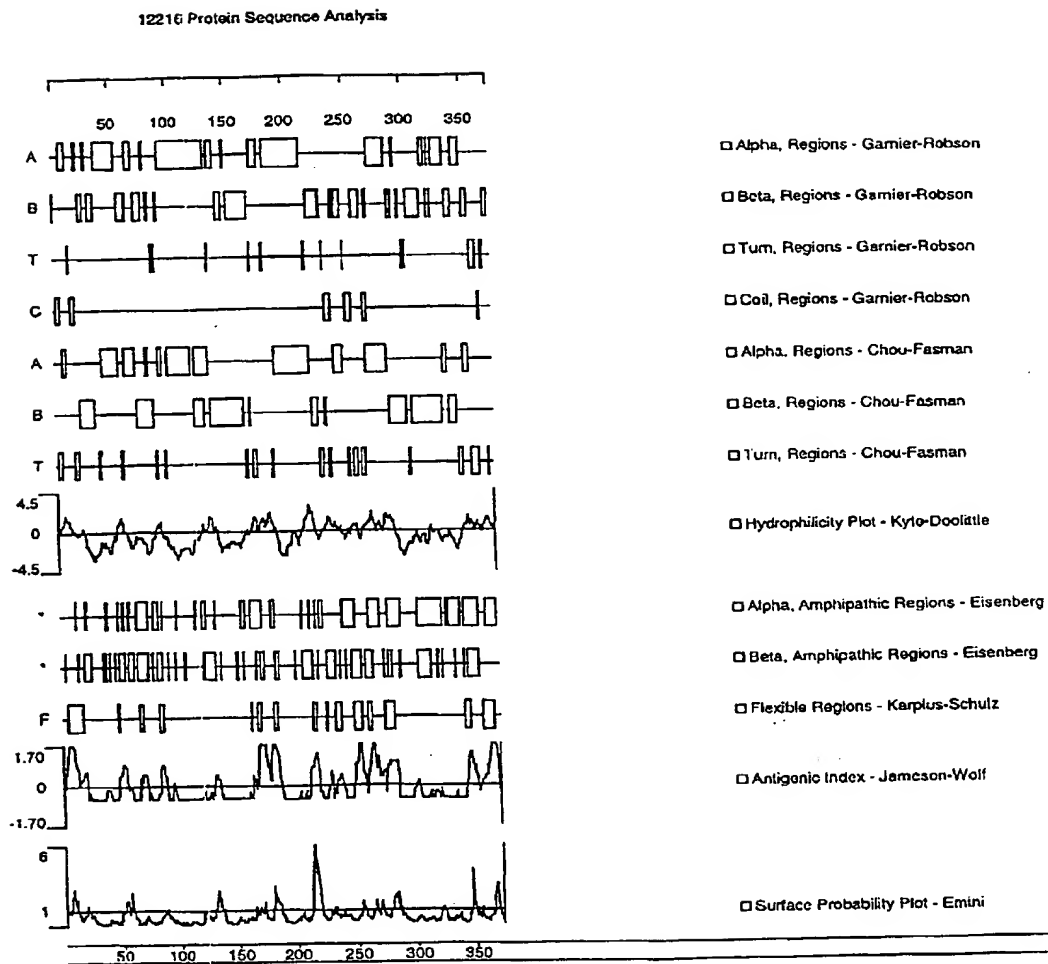 12216 Protein Sequence Analysis
50 100 150 200 250 300 350
A □ Alpha, Regions - Garnier-Robson
B □ Beta, Regions - Garnier-Robson
T □ Turn, Regions - Garnier-Robson
C □ Coil, Regions - Garnier-Robson
A □ Alpha, Regions - Chou-Fasman
B □ Beta, Regions - Chou-Fasman
T □ Turn, Regions - Chou-Fasman
4.5
0 □ Hydrophilicity Plot - Kyte-Doolittle
-4.5
* □ Alpha, Amphipathic Regions - Eisenberg
* □ Beta, Amphipathic Regions - Eisenberg
F □ Flexible Regions - Karplus-Schulz
1.70
0 □ Antigenic Index - Jameson-Wolf
-1.70
6
1 □ Surface Probability Plot - Emini
50 100 150 200 250 300 350